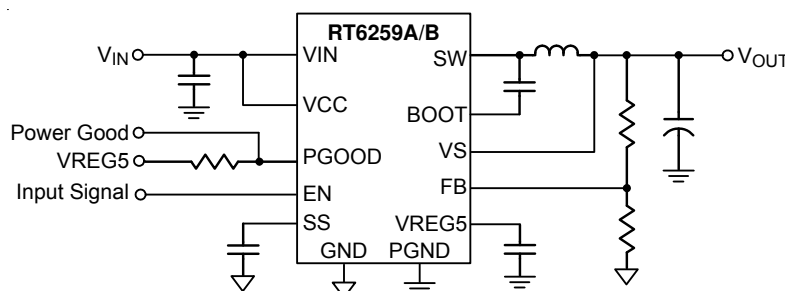 RT6259A/B
VIN
VIN
SW
VOUT
VCC
BOOT
Power Good
VS
VREG5
PGOOD
FB
Input Signal
EN
SS
VREG5
GND
PGND